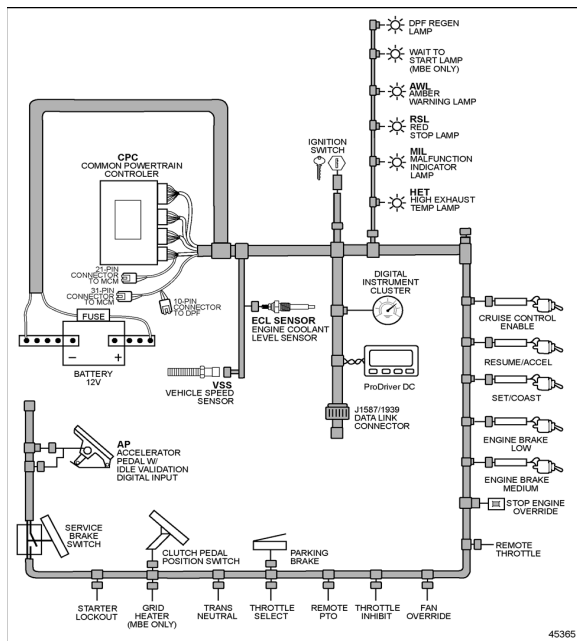 DPF REGEN
LAMP
WAIT TO
START LAMP
(MBE ONLY)
AWL
AMBER
WARNING LAMP
RSL
RED
STOP LAMP
MIL
MALFUNCTION
INDICATOR
LAMP
HET
HIGH EXHAUST
TEMP LAMP
IGNITION
SWITCH
CPC
COMMON POWERTRAIN
CONTROLER
21-PIN
CONNECTOR
TO MCM
31-PIN
CONNECTOR
TO MCM
10-PIN
CONNECTOR
TO DPF
FUSE
BATTERY
12V
ECL SENSOR
ENGINE COOLANT
LEVEL SENSOR
VSS
VEHICLE SPEED
SENSOR
DIGITAL
INSTRUMENT
CLUSTER
ProDriver DC
J1587/1939
DATA LINK
CONNECTOR
CRUISE CONTROL
ENABLE
RESUME/ACCEL
SET/COAST
ENGINE BRAKE
LOW
ENGINE BRAKE
MEDIUM
STOP ENGINE
OVERRIDE
REMOTE
THROTTLE
AP
ACCELERATOR
PEDAL W/
IDLE VALIDATION
DIGITAL INPUT
SERVICE
BRAKE
SWITCH
CLUTCH PEDAL
POSITION SWITCH
PARKING
BRAKE
STARTER
LOCKOUT
GRID
HEATER
(MBE ONLY)
TRANS
NEUTRAL
THROTTLE
SELECT
REMOTE
PTO
THROTTLE
INHIBIT
FAN
OVERRIDE
45365